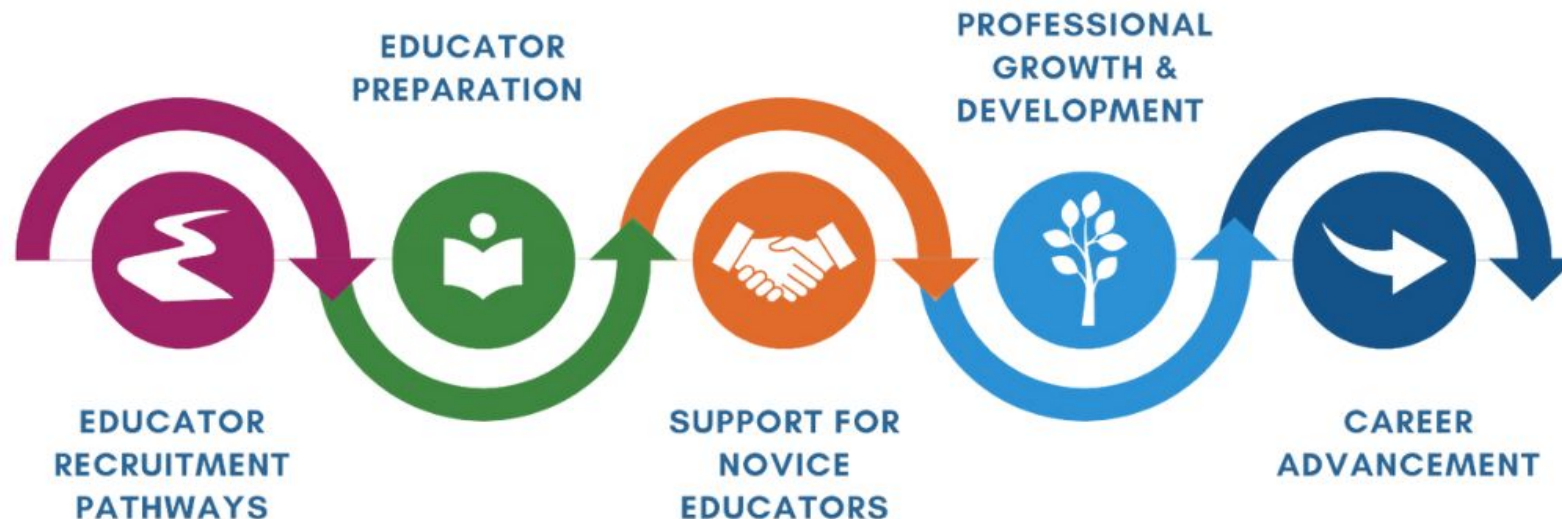 EDUCATOR
RECRUITMENT
PATHWAYS
EDUCATOR
PREPARATION
SUPPORT FOR
NOVICE
EDUCATORS
PROFESSIONAL
GROWTH &
DEVELOPMENT
CAREER
ADVANCEMENT